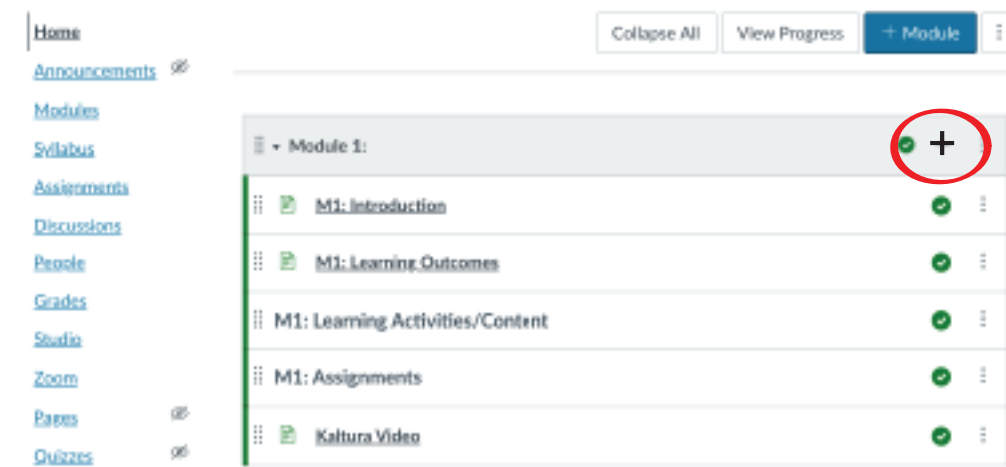 Home
Collapse All
View Progress
+ Module
Announcements
Modules
Module 1:
+
Syllabus
Assignments
M1: Introduction
Discussions
People
M1: Learning Outcomes
Grades
M1: Learning Activities/Content
Studio
Zoom
M1: Assignments
Pages
Kaltura Video
Quizzes